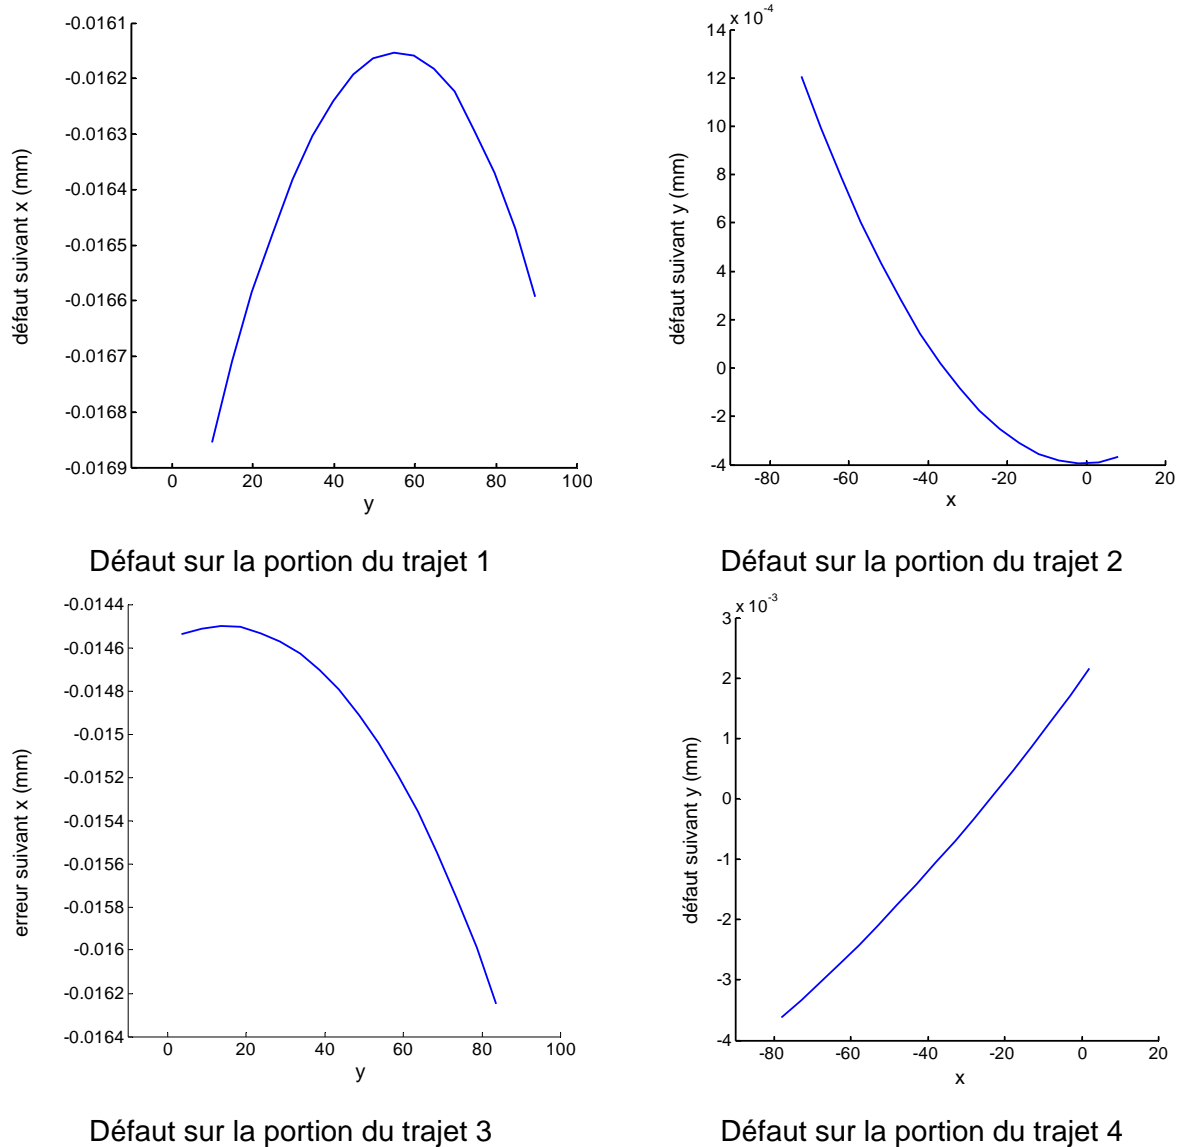 -0.0161
-0.0162
-0.0163
-0.0164
-0.0165
-0.0166
-0.0167
-0.0168
-0.0169
défaut suivant x (mm)
0 20 40 60 80 100
y
x 10-4
14
12
10
8
6
4
2
0
-2
-4
défaut suivant y (mm)
-80 -60 -40 -20 0 20
x
Défaut sur la portion du trajet 1
Défaut sur la portion du trajet 2
-0.0144
-0.0146
-0.0148
-0.015
-0.0152
-0.0154
-0.0156
-0.0158
-0.016
-0.0162
-0.0164
erreur suivant x (mm)
0 20 40 60 80 100
y
x 10-3
3
2
1
0
-1
-2
-3
-4
défaut suivant y (mm)
-80 -60 -40 -20 0 20
x
Défaut sur la portion du trajet 3
Défaut sur la portion du trajet 4